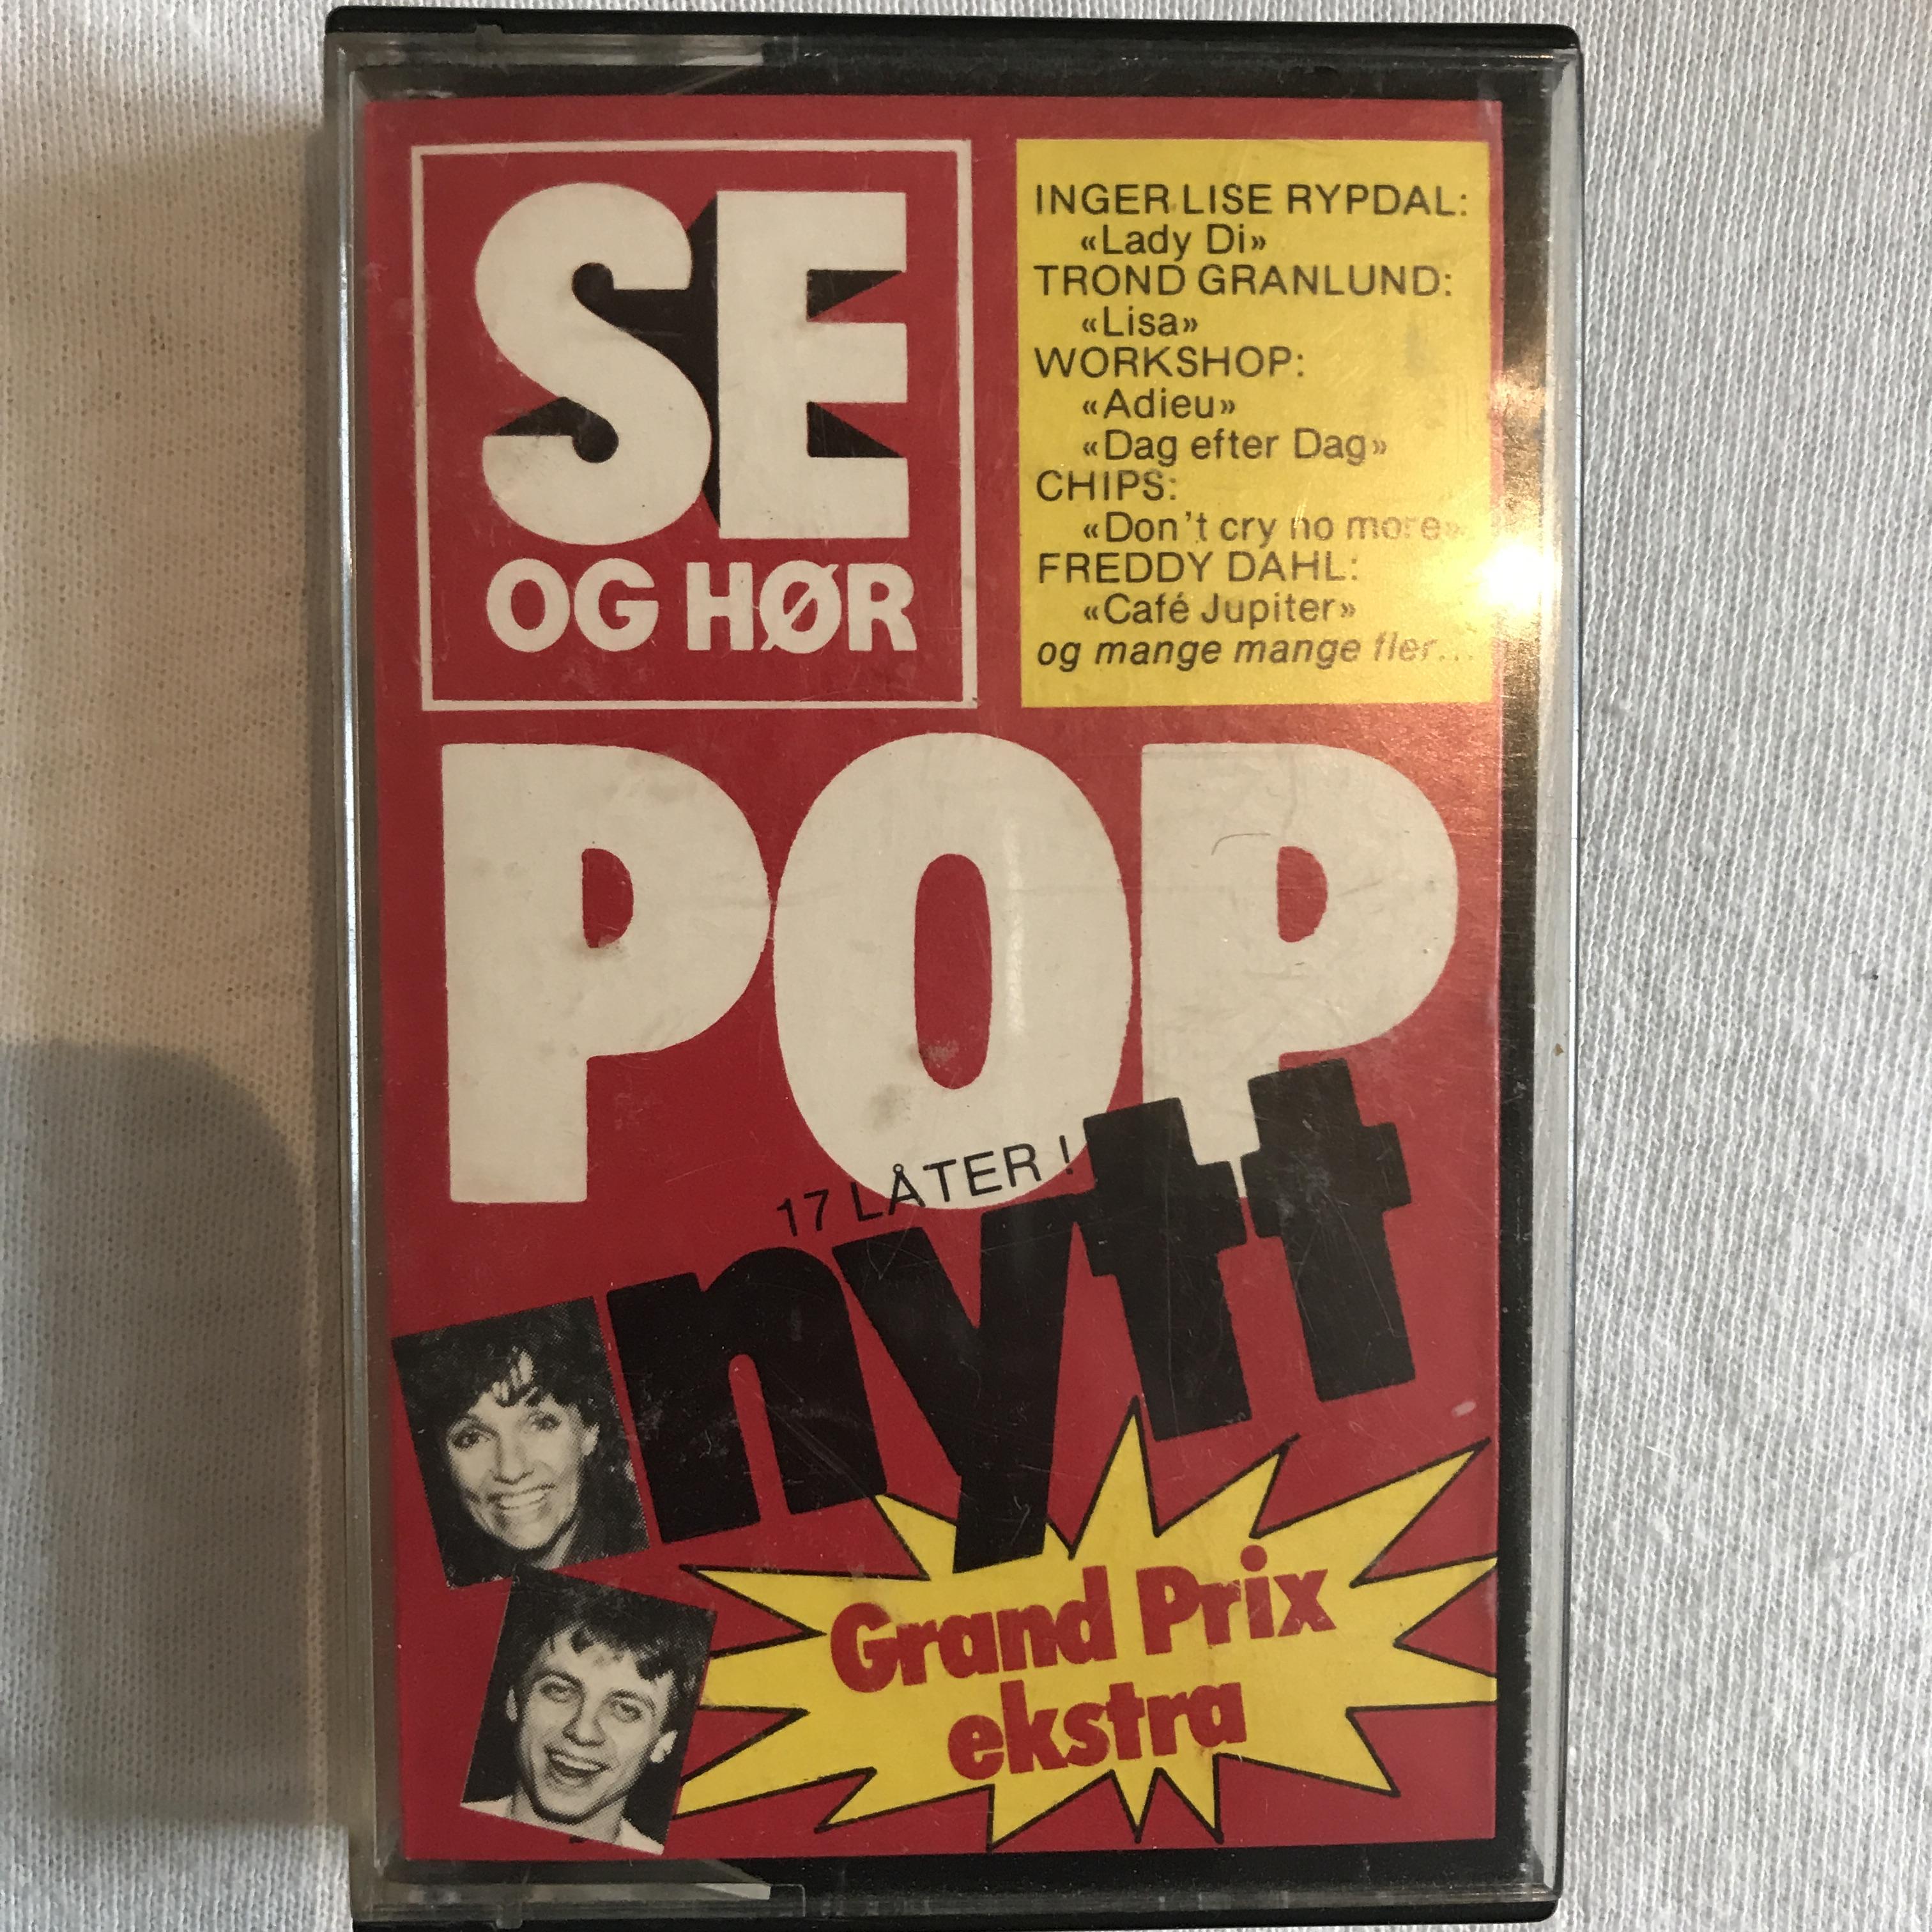 SE
OG HØR
INGER LISE RYPDAL:
«Lady Di»
TROND GRANLUND:
«Lisa»
WORKSHOP:
«Adieu»
«Dag efter Dag»
CHIPS:
«Don't cry no more»
FREDDY DAHL:
«Café Jupiter»
og mange mange fler...
POP
17 LÅTER !
nytt
Grand Prix
ekstra